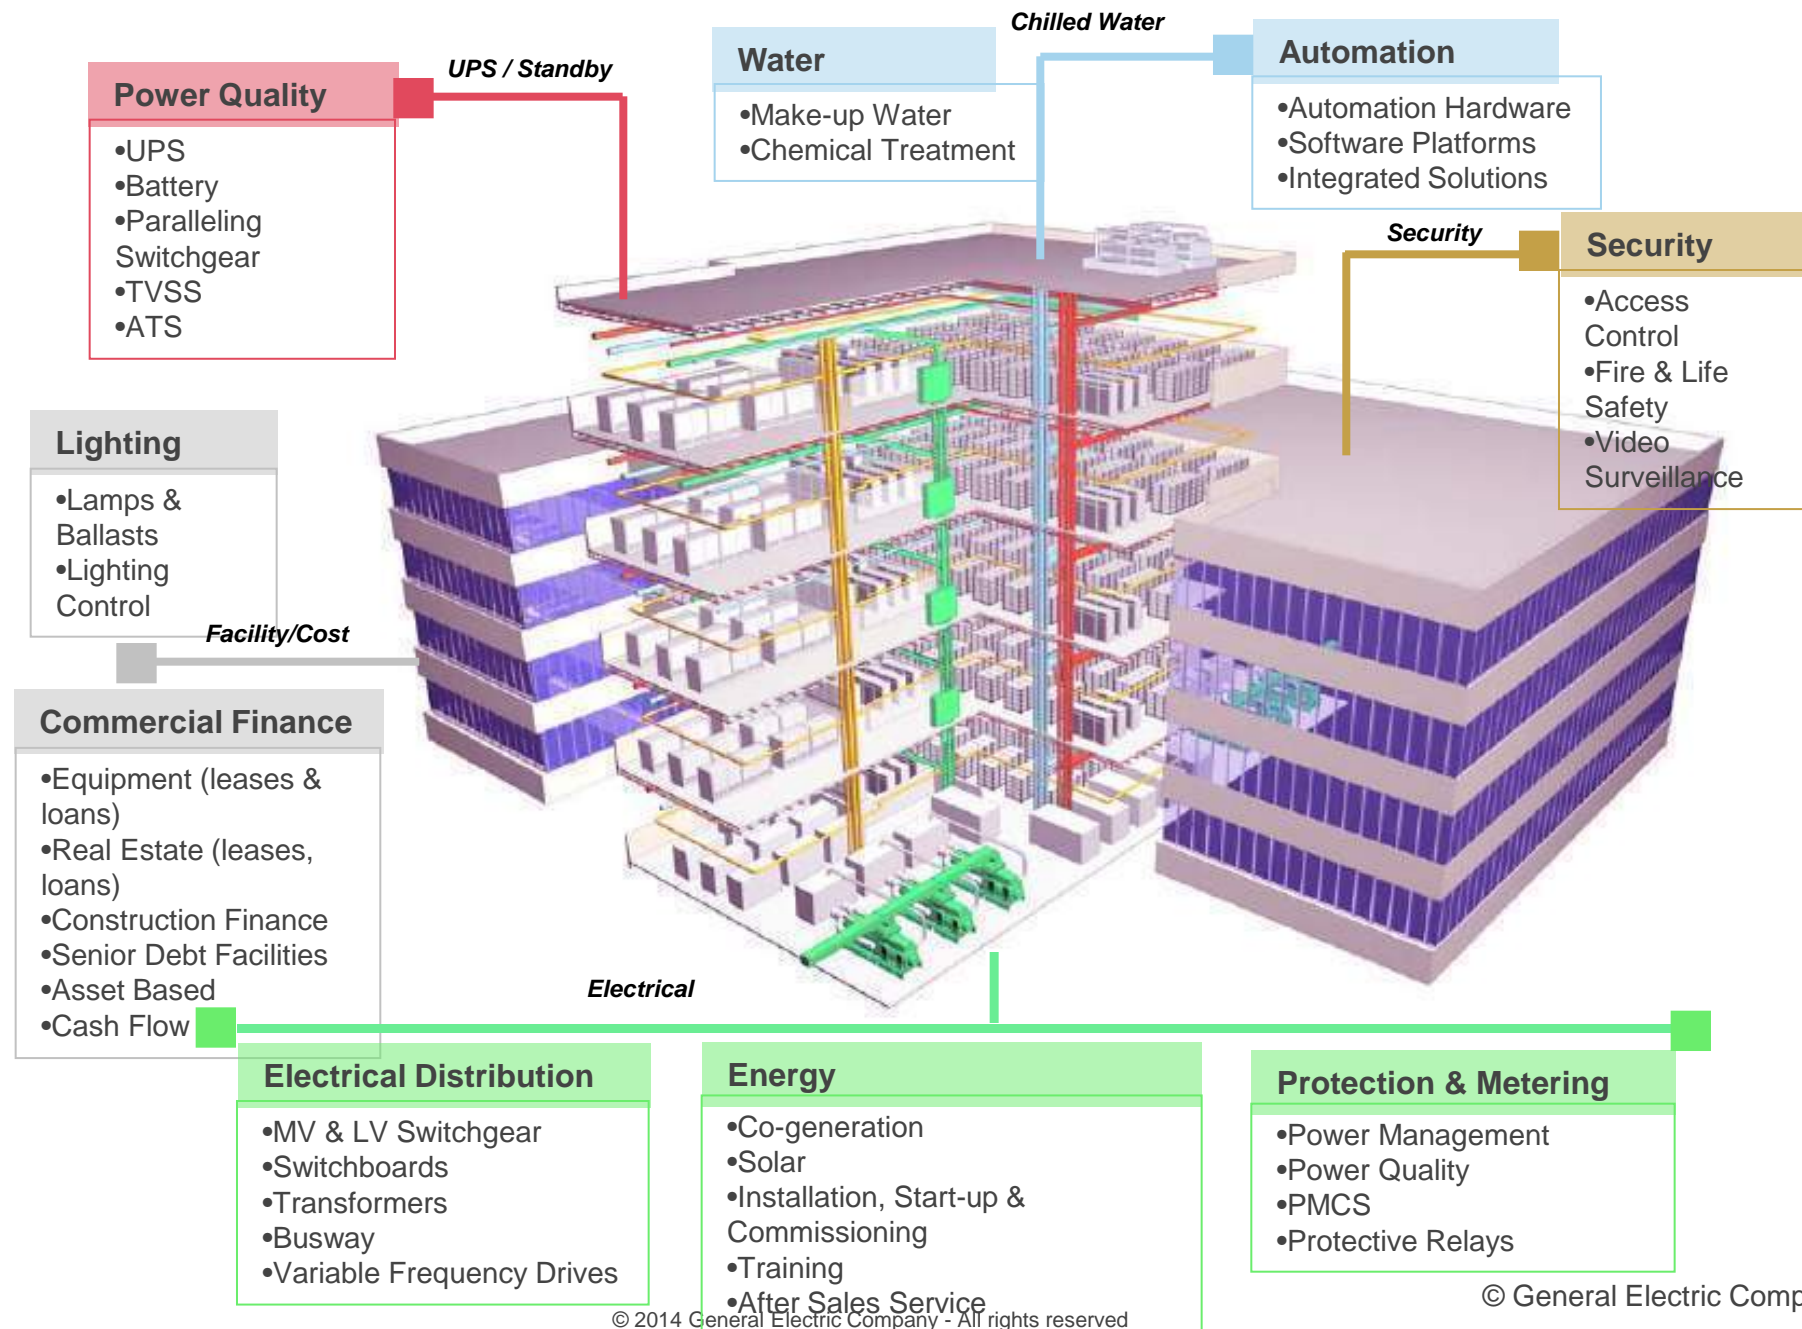 Chilled Water
UPS / Standby
Power Quality
•UPS
•Battery
•Paralleling
Switchgear
•TVSS
•ATS
Water
•Make-up Water
•Chemical Treatment
Automation
•Automation Hardware
•Software Platforms
•Integrated Solutions
Security
Security
•Access
Control
•Fire & Life
Safety
•Video
Surveillance
Lighting
•Lamps &
Ballasts
•Lighting
Control
Facility/Cost
Commercial Finance
•Equipment (leases &
loans)
•Real Estate (leases,
loans)
•Construction Finance
•Senior Debt Facilities
•Asset Based
•Cash Flow
Electrical
Electrical Distribution
•MV & LV Switchgear
•Switchboards
•Transformers
•Busway
•Variable Frequency Drives
Energy
•Co-generation
•Solar
•Installation, Start-up &
Commissioning
•Training
•After Sales Service
Protection & Metering
•Power Management
•Power Quality
•PMCS
•Protective Relays
© General Electric Comp
© 2014 General Electric Company - All rights reserved